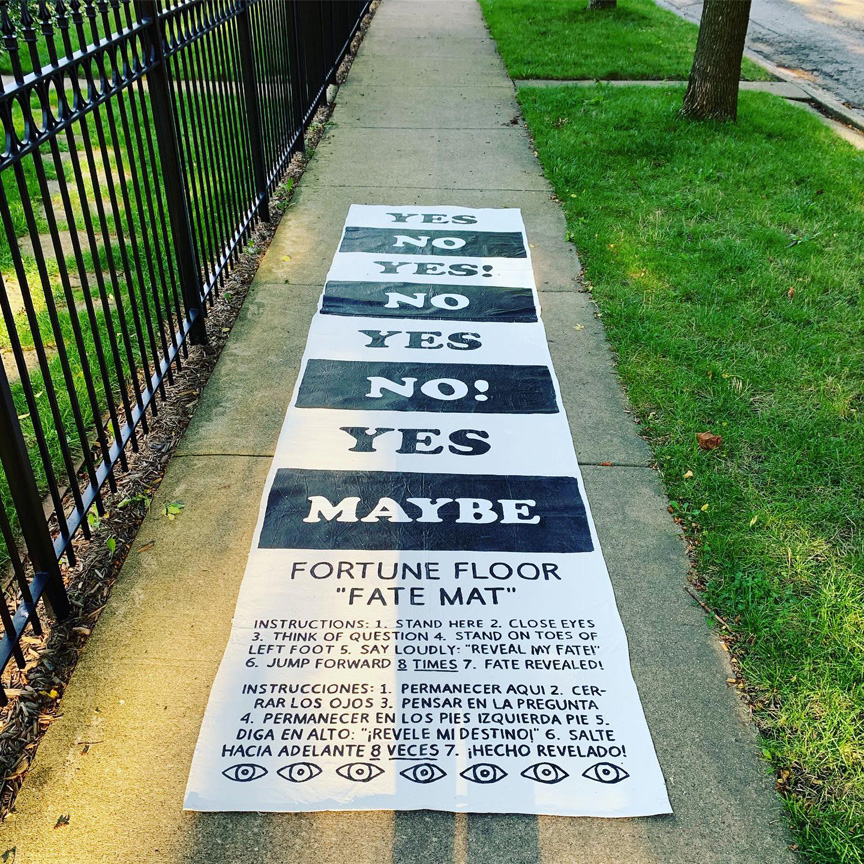 YES
NO
YES!
NO
YES
NO!
YES
MAYBE
FORTUNE FLOOR
"FATE MAT"
INSTRUCTIONS: 1. STAND HERE 2. CLOSE EYES
3. THINK OF QUESTION 4. STAND ON TOES OF
LEFT FOOT 5. SAY LOUDLY: "REVEAL MY FATE!"
6. JUMP FORWARD 8 TIMES 7. FATE REVEALED!
INSTRUCCIONES: 1. PERMANECER AQUI 2. CER-
RAR LOS OJOS 3. PENSAR EN LA PREGUNTA
4. PERMANECER EN LOS PIES IZQUIERDA PIE 5.
DIGA EN ALTO: "¡REVELE MI DESTINO!" 6. SALTE
HACIA ADELANTE 8 VECES 7. ¡HECHO REVELADO!